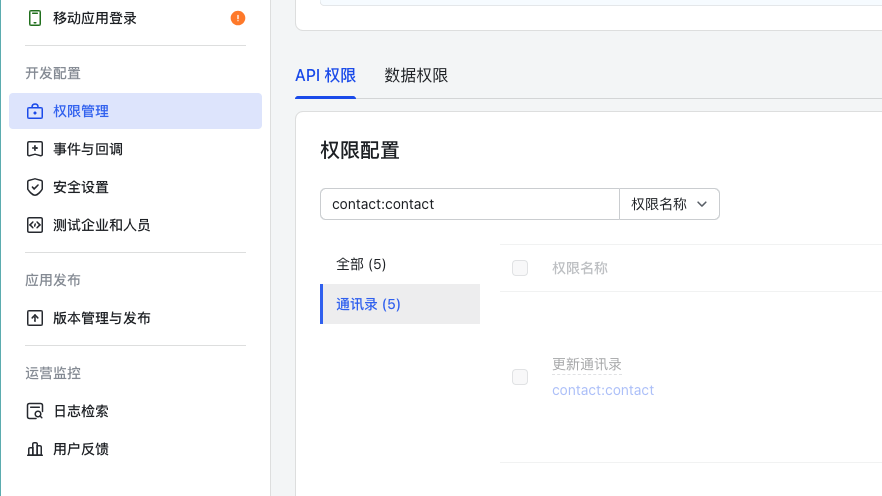 移动应用登录
开发配置
权限管理
事件与回调
安全设置
测试企业和人员
应用发布
版本管理与发布
运营监控
日志检索
用户反馈
API 权限
数据权限
权限配置
contact:contact
权限名称
全部 (5)
通讯录 (5)
权限名称
更新通讯录
contact:contact